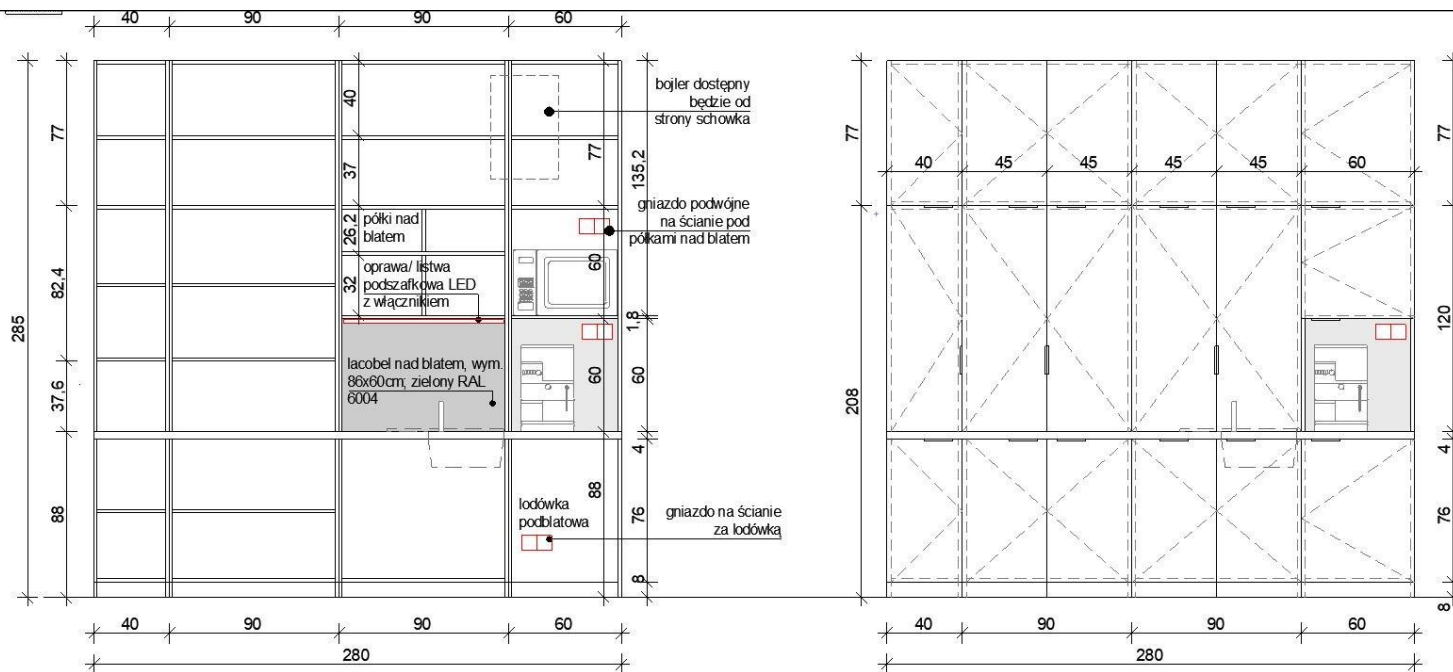 40 90 90 60
bojler dostępny
będzie od
strony schowka
77
40
77
135,2
77
77
37
40 45 45 45 45 60
gniazdo podwójne
na ścianie pod
półkami nad blatem
półki nad
blatem
26,2
60
oprawa/ listwa
podszafkowa LED
z włącznikiem
82,4
32
285
1,8
120
lacobel nad blatem, wym.
86x60cm; zielony RAL
6004
60
60
37,6
208
4
4
88
88
lodówka
podblatowa
76
gniazdo na ścianie
za lodówką
76
8
8
40 90 90 60
280
40 90 90 60
280